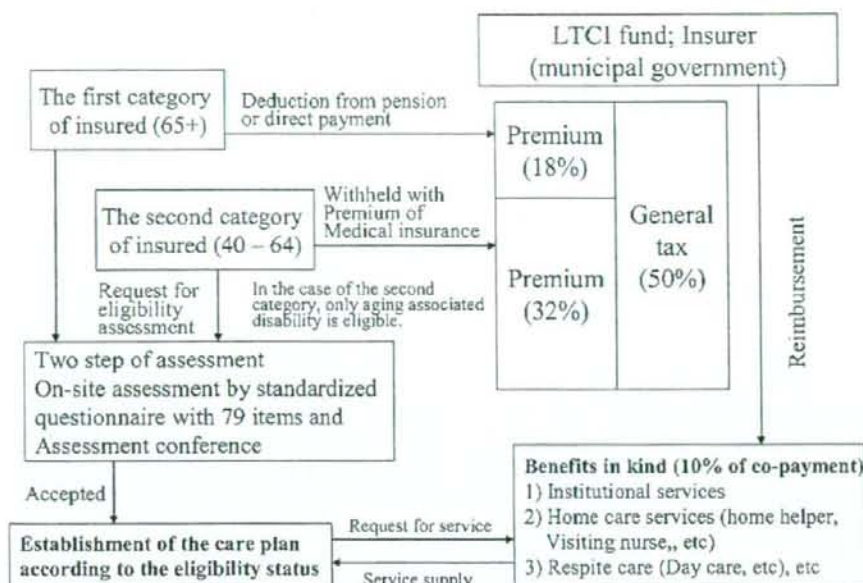 LTCI fund; Insurer
(municipal government)
The first category
of insured (65+)
Deduction from pension
or direct payment
Premium
(18%)
General
tax
(50%)
The second category
of insured (40 – 64)
Withheld with
Premium of
Medical insurance
Premium
(32%)
Reimbursement
Request for
eligibility
assessment
In the case of the second
category, only aging associated
disability is eligible.
Two step of assessment
On-site assessment by standardized
questionnaire with 79 items and
Assessment conference
Accepted
Establishment of the care plan
according to the eligibility status
Request for service
Service supply
Benefits in kind (10% of co-payment)
1) Institutional services
2) Home care services (home helper,
Visiting nurse,, etc)
3) Respite care (Day care, etc), etc